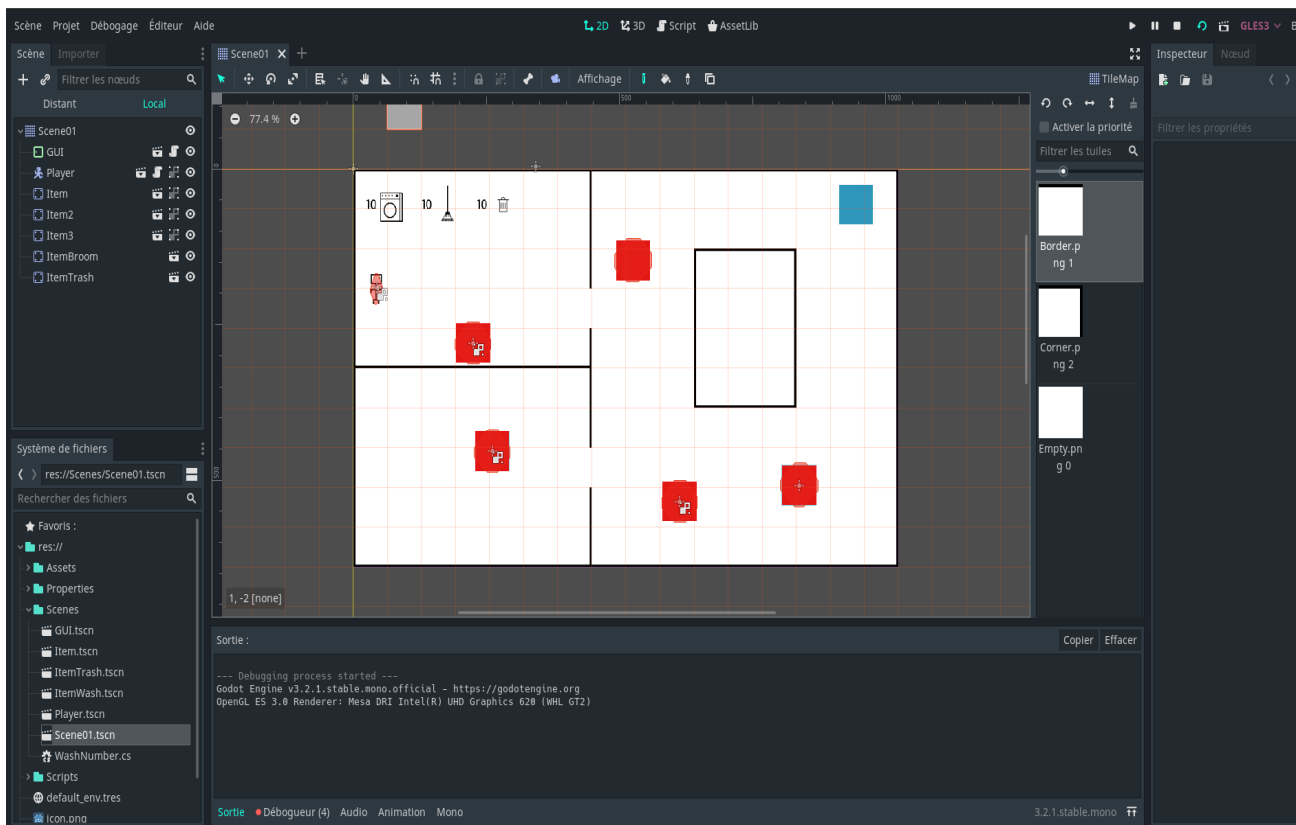 Scène Projet Débogage Éditeur Aide
2D 3D Script AssetLib
GLES3
Scène Importer
Filtrer les nœuds
Distant Local
Scene01
GUI
Player
Item
Item2
Item3
ItemBroom
ItemTrash
Système de fichiers
res://Scenes/Scene01.tscn
Rechercher des fichiers
Favoris :
res://
Assets
Properties
Scenes
GUI.tscn
Item.tscn
ItemTrash.tscn
ItemWash.tscn
Player.tscn
Scene01.tscn
WashNumber.cs
Scripts
default_env.tres
icon.png
Scene01
Affichage
TileMap
0 500 1000
77.4 %
0
10 10 10
500
1, -2 [none]
Activer la priorité
Filtrer les tuiles
Border.p
ng 1
Corner.p
ng 2
Empty.pn
g 0
Sortie :
Copier Effacer
--- Debugging process started ---
Godot Engine v3.2.1.stable.mono.official - https://godotengine.org
OpenGL ES 3.0 Renderer: Mesa DRI Intel(R) UHD Graphics 620 (WHL GT2)
Sortie Débogueur (4) Audio Animation Mono
3.2.1.stable.mono
Inspecteur Nœud
Filtrer les propriétés